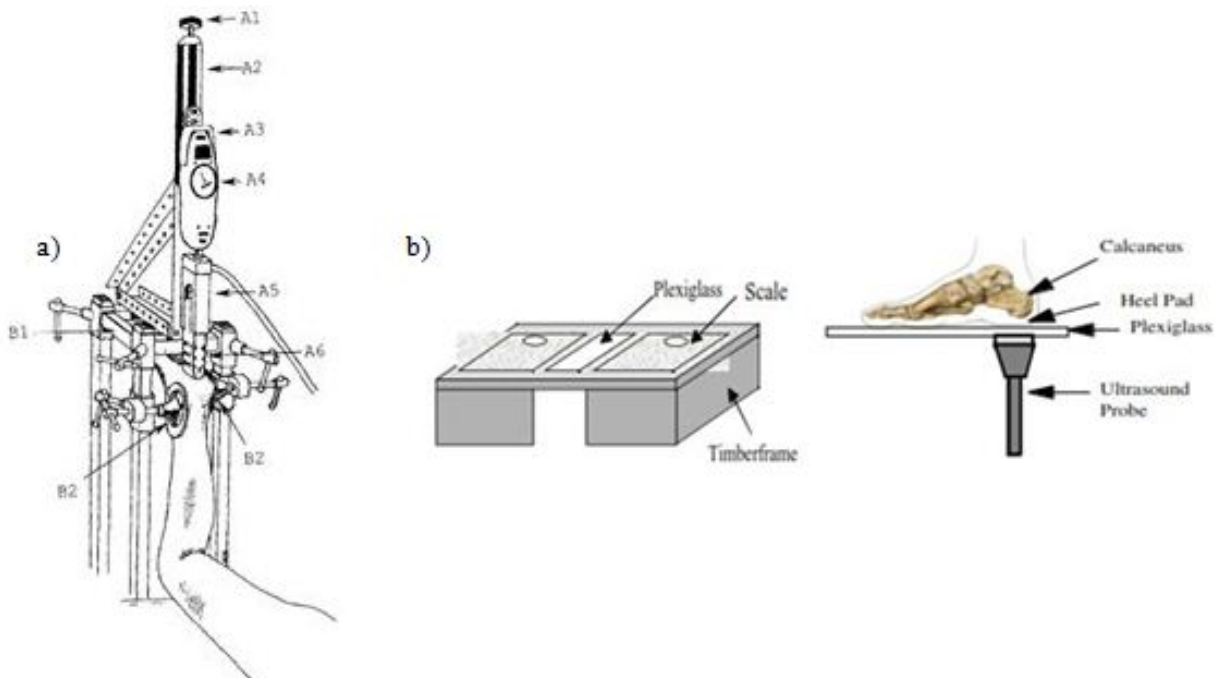 A1
A2
A3
A4
a)
b)
A5
B1
A6
B2
B2
Plexiglass
Scale
Timberframe
Calcaneus
Heel Pad
Plexiglass
Ultrasound
Probe